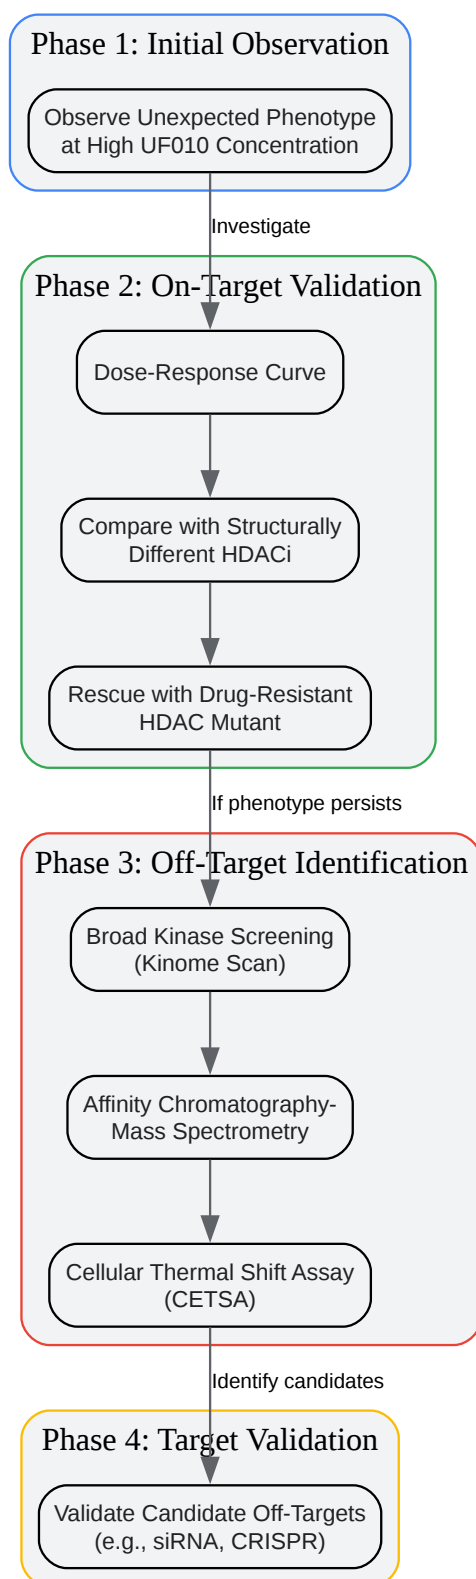 Phase 1: Initial Observation
Observe Unexpected Phenotype
at High UF010 Concentration
Investigate
Phase 2: On-Target Validation
Dose-Response Curve
Compare with Structurally
Different HDACi
Rescue with Drug-Resistant
HDAC Mutant
If phenotype persists
Phase 3: Off-Target Identification
Broad Kinase Screening
(Kinome Scan)
Affinity Chromatography-
Mass Spectrometry
Cellular Thermal Shift Assay
(CETSA)
Identify candidates
Phase 4: Target Validation
Validate Candidate Off-Targets
(e.g., siRNA, CRISPR)